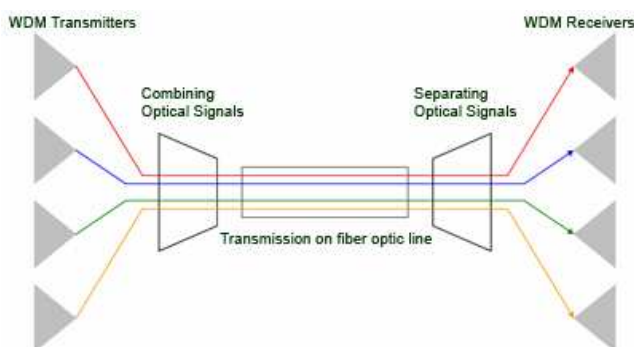 WDM Transmitters
WDM Receivers
Combining
Optical Signals
Separating
Optical Signals
Transmission on fiber optic line